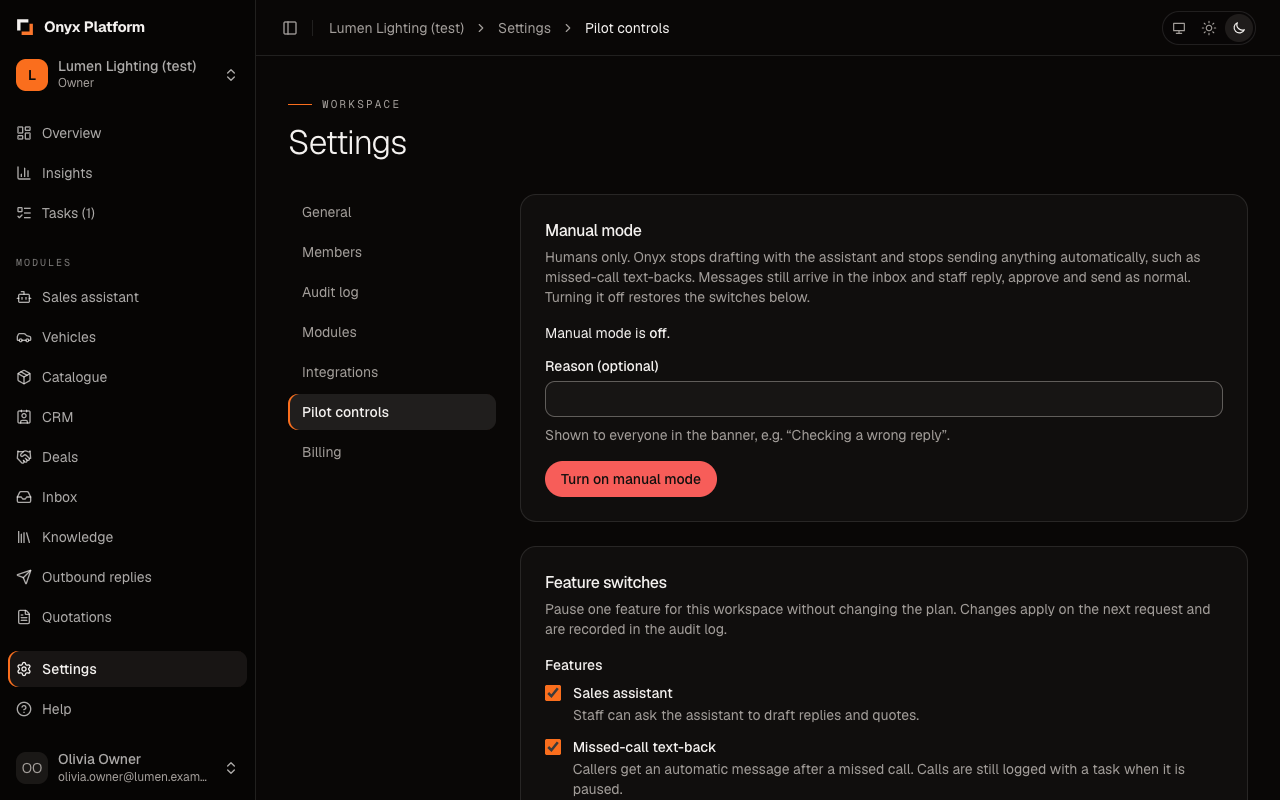 Onyx Platform
L
Lumen Lighting (test)
Owner
Overview
Insights
Tasks (1)
MODULES
Sales assistant
Vehicles
Catalogue
CRM
Deals
Inbox
Knowledge
Outbound replies
Quotations
Settings
Help
OO
Olivia Owner
olivia.owner@lumen.exam...
Lumen Lighting (test) > Settings > Pilot controls
WORKSPACE
Settings
General
Members
Audit log
Modules
Integrations
Pilot controls
Billing
Manual mode
Humans only. Onyx stops drafting with the assistant and stops sending anything automatically, such as
missed-call text-backs. Messages still arrive in the inbox and staff reply, approve and send as normal.
Turning it off restores the switches below.
Manual mode is off.
Reason (optional)
Shown to everyone in the banner, e.g. “Checking a wrong reply”.
Turn on manual mode
Feature switches
Pause one feature for this workspace without changing the plan. Changes apply on the next request and
are recorded in the audit log.
Features
Sales assistant
Staff can ask the assistant to draft replies and quotes.
Missed-call text-back
Callers get an automatic message after a missed call. Calls are still logged with a task when it is
paused.